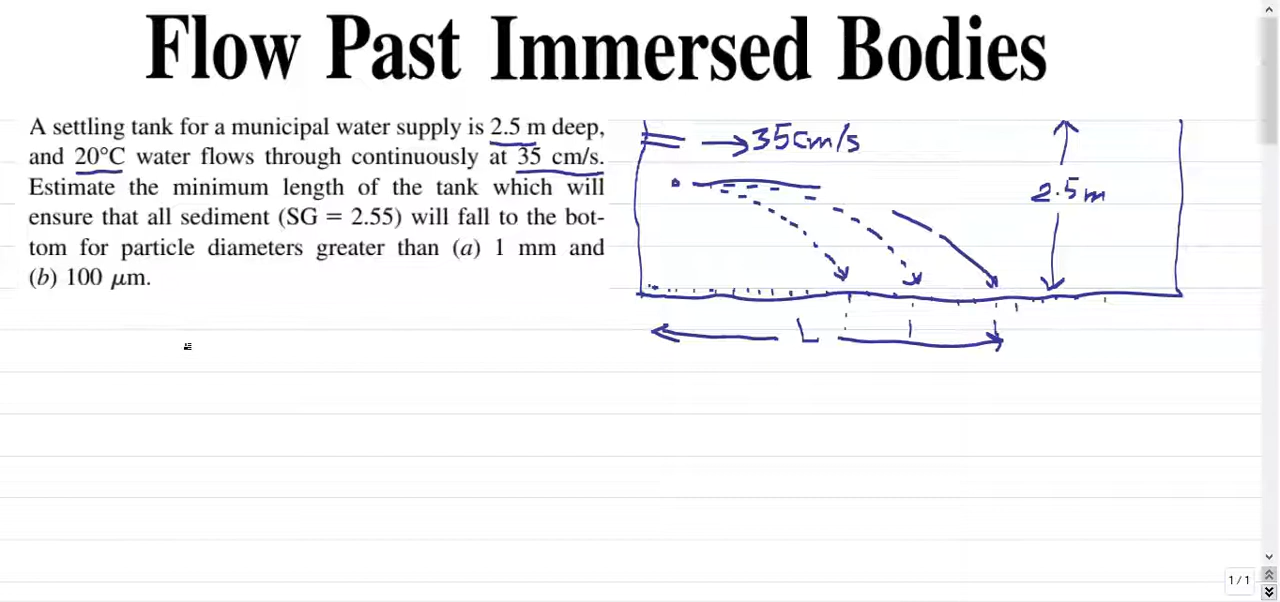 Flow Past Immersed Bodies
A settling tank for a municipal water supply is 2.5 m deep,
and 20°C water flows through continuously at 35 cm/s.
Estimate the minimum length of the tank which will
ensure that all sediment (SG = 2.55) will fall to the bot-
tom for particle diameters greater than (a) 1 mm and
(b) 100 μm.
35cm/s
2.5m
L
1/1